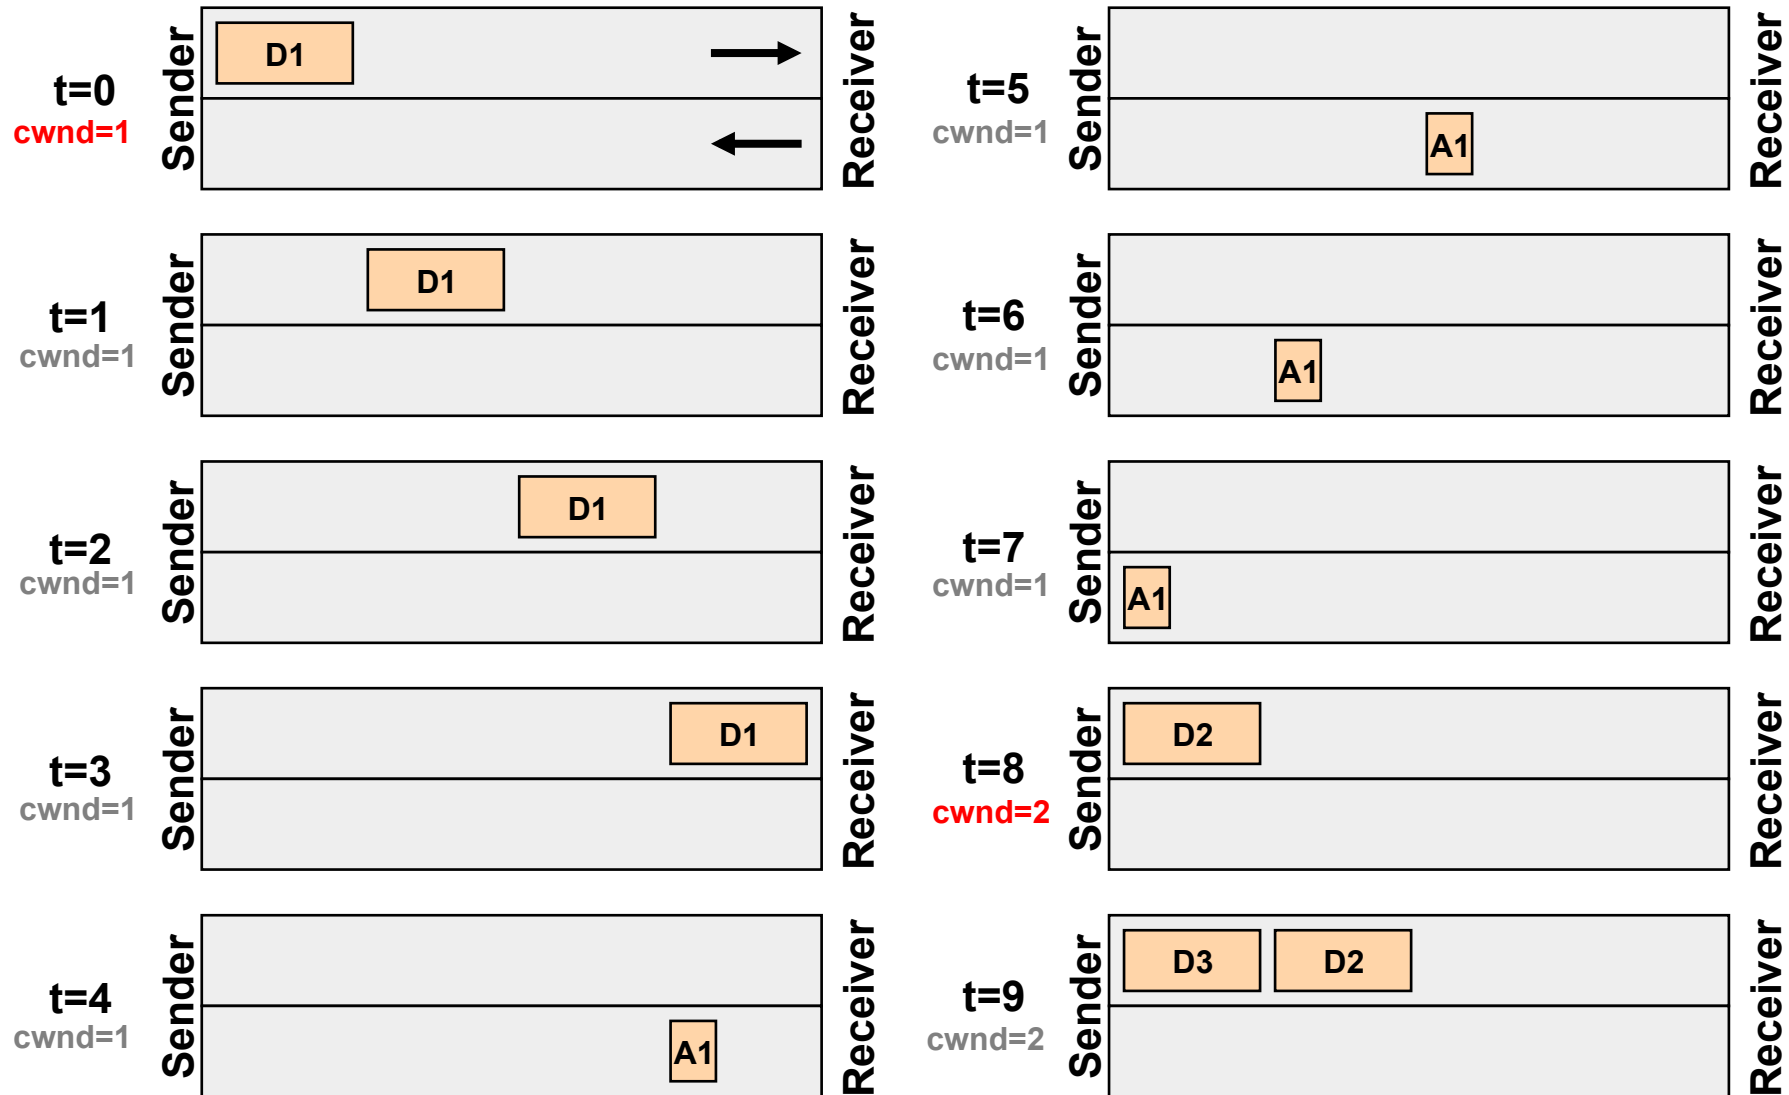 t=0
cwnd=1
Sender
D1
Receiver
t=1
cwnd=1
Sender
D1
Receiver
t=2
cwnd=1
Sender
D1
Receiver
t=3
cwnd=1
Sender
D1
Receiver
t=4
cwnd=1
Sender
A1
Receiver
t=5
cwnd=1
Sender
A1
Receiver
t=6
cwnd=1
Sender
A1
Receiver
t=7
cwnd=1
Sender
A1
Receiver
t=8
cwnd=2
Sender
D2
Receiver
t=9
cwnd=2
Sender
D3 D2
Receiver